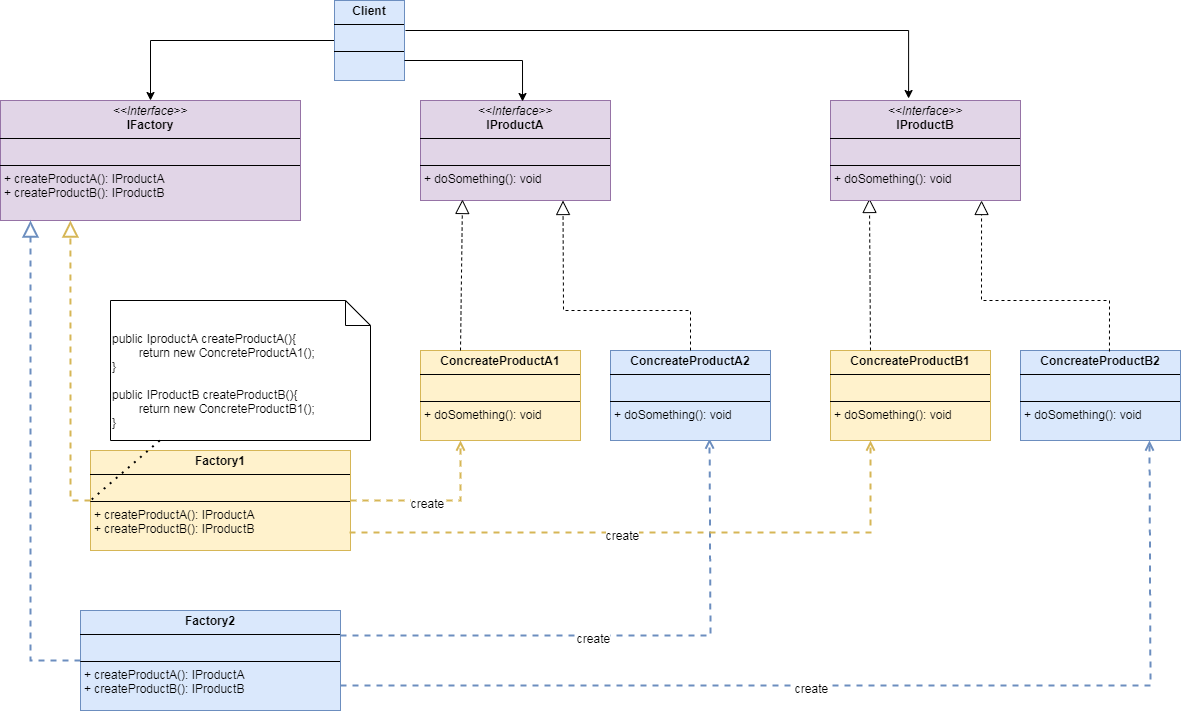 Client
<<Interface>>
IFactory
+ createProductA(): IProductA
+ createProductB(): IProductB
<<Interface>>
IProductA
+ doSomething(): void
<<Interface>>
IProductB
+ doSomething(): void
public IproductA createProductA(){
return new ConcreteProductA1();
}
public IProductB createProductB(){
return new ConcreteProductB1();
}
ConcreateProductA1
+ doSomething(): void
ConcreateProductA2
+ doSomething(): void
ConcreateProductB1
+ doSomething(): void
ConcreateProductB2
+ doSomething(): void
Factory1
+ createProductA(): IProductA
+ createProductB(): IProductB
create
create
Factory2
+ createProductA(): IProductA
+ createProductB(): IProductB
create
create